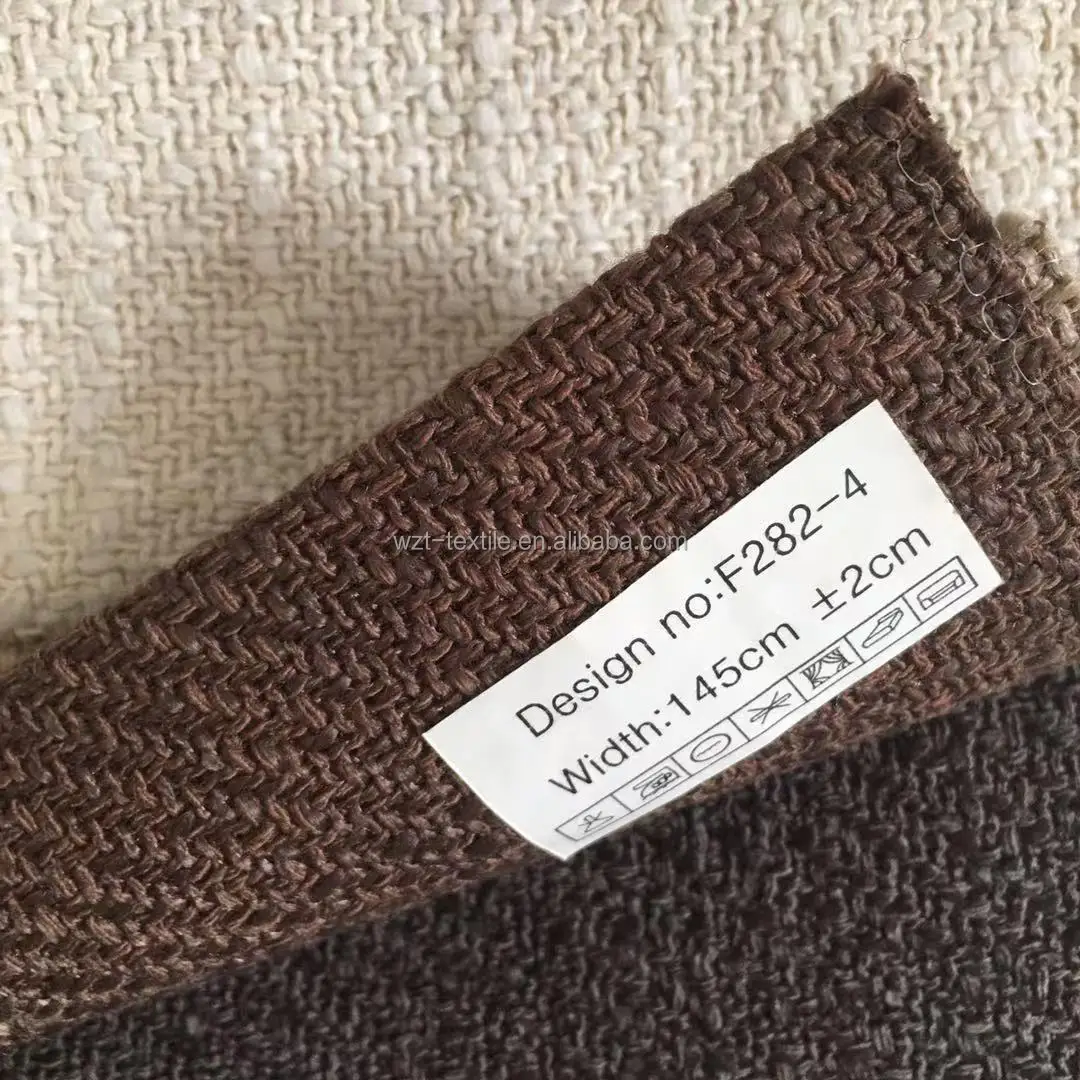 wzt-textile.en.alibaba.com
Design no:F282-4
Width:145cm ±2cm